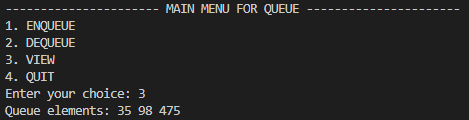 ---------------------- MAIN MENU FOR QUEUE ----------------------
1. ENQUEUE
2. DEQUEUE
3. VIEW
4. QUIT
Enter your choice: 3
Queue elements: 35 98 475